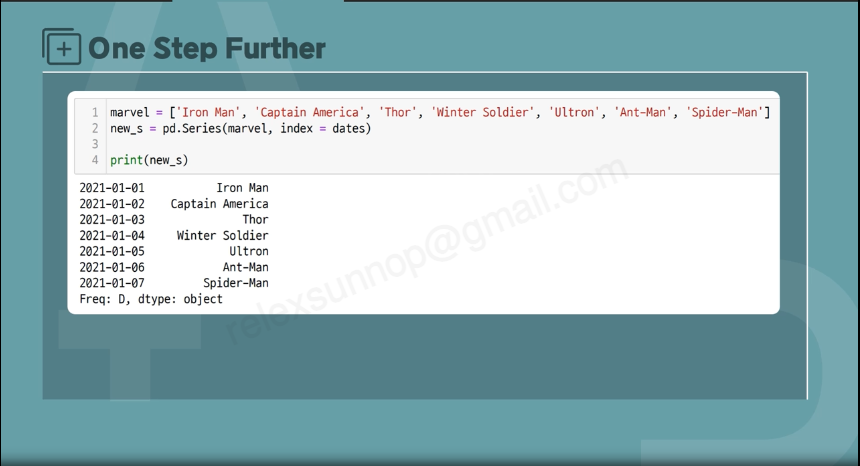 One Step Further
1 marvel = ['Iron Man', 'Captain America', 'Thor', 'Winter Soldier', 'Ultron', 'Ant-Man', 'Spider-Man']
2 new_s = pd.Series(marvel, index = dates)
3
4 print(new_s)
2021-01-01 Iron Man
2021-01-02 Captain America
2021-01-03 Thor
2021-01-04 Winter Soldier
2021-01-05 Ultron
2021-01-06 Ant-Man
2021-01-07 Spider-Man
Freq: D, dtype: object
relexsunnop@gmail.com